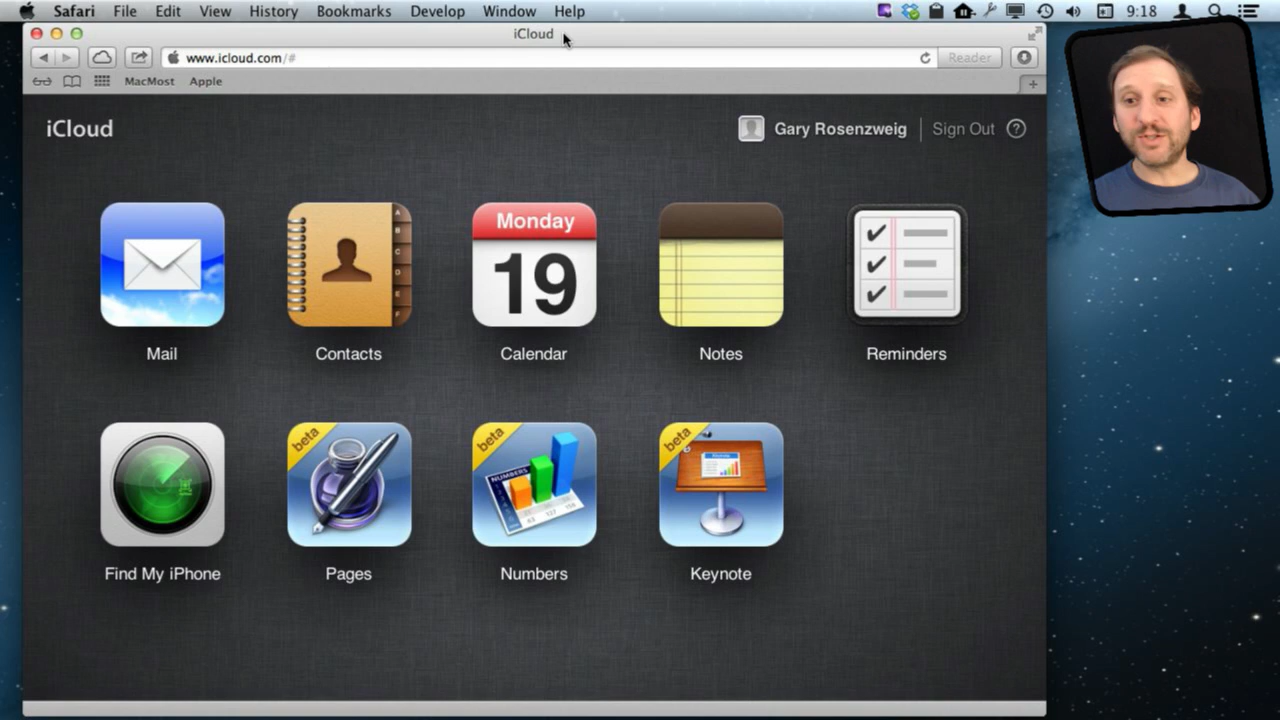 Safari File Edit View History Bookmarks Develop Window Help 9:18
iCloud
www.icloud.com/# Reader
MacMost Apple
iCloud Gary Rosenzweig Sign Out ?
Monday
19
Mail Contacts Calendar Notes Reminders
beta beta beta
NUMBERS
Find My iPhone Pages Numbers Keynote